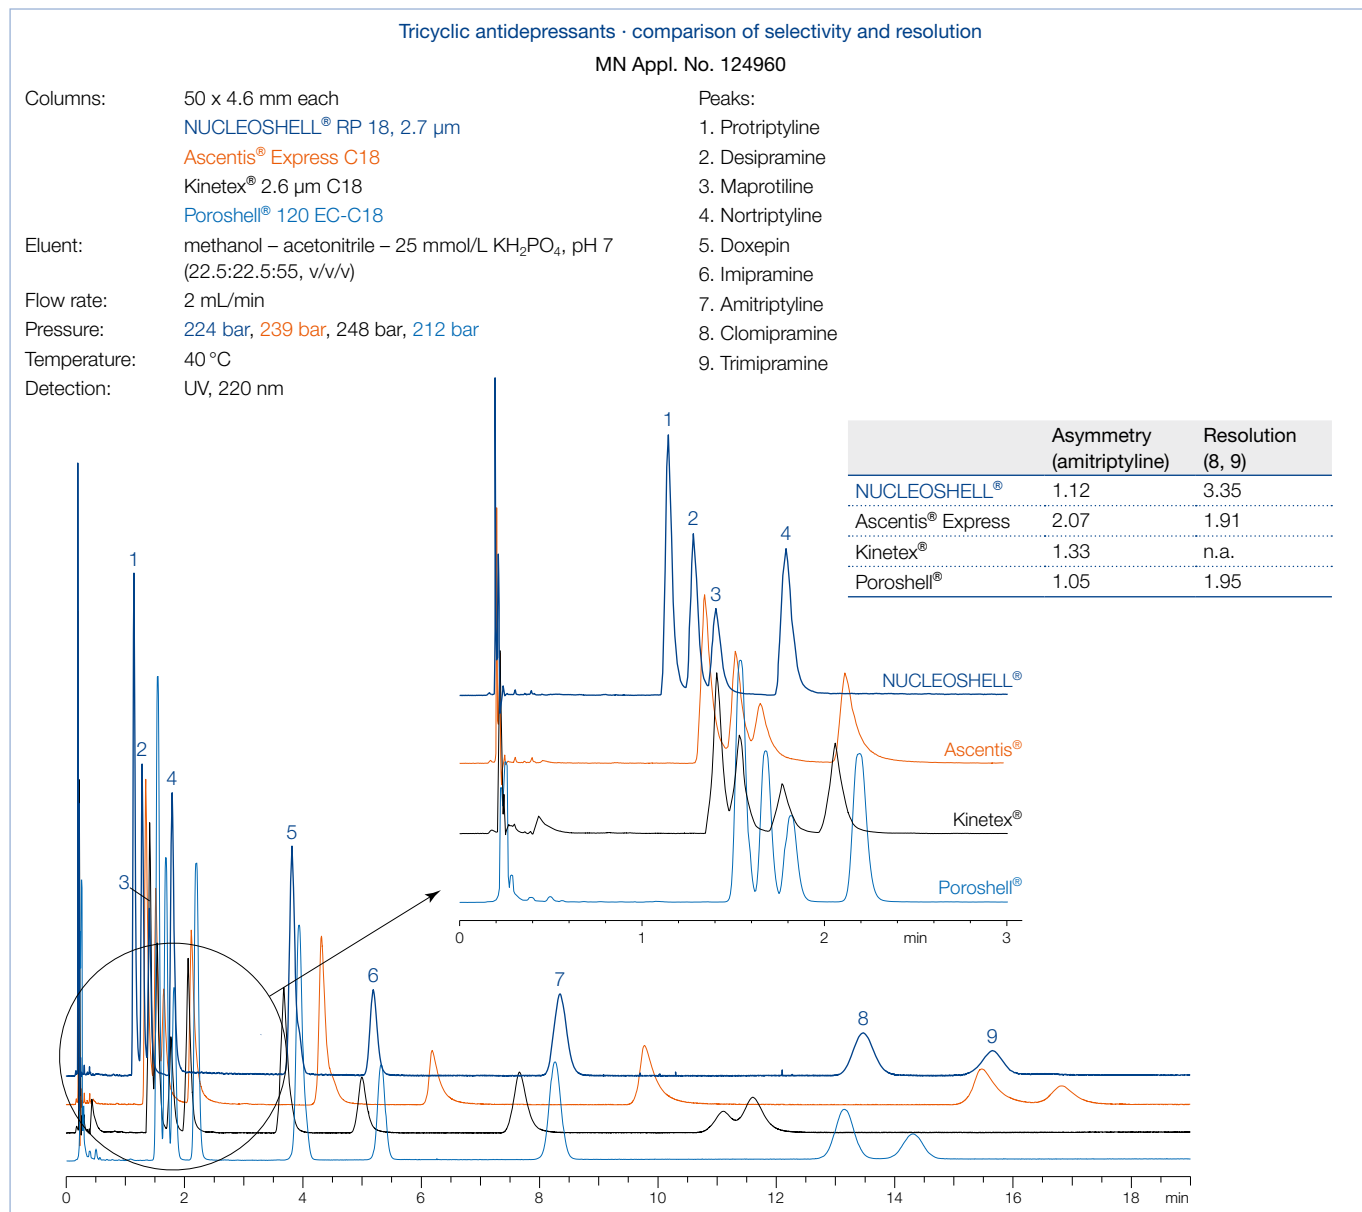 Tricyclic antidepressants · comparison of selectivity and resolution
MN Appl. No. 124960
Columns: 50 x 4.6 mm each
NUCLEOSHELL® RP 18, 2.7 µm
Ascentis® Express C18
Kinetex® 2.6 µm C18
Poroshell® 120 EC-C18
Eluent: methanol – acetonitrile – 25 mmol/L KH₂PO₄, pH 7
(22.5:22.5:55, v/v/v)
Flow rate: 2 mL/min
Pressure: 224 bar, 239 bar, 248 bar, 212 bar
Temperature: 40 °C
Detection: UV, 220 nm
Peaks:
1. Protriptyline
2. Desipramine
3. Maprotiline
4. Nortriptyline
5. Doxepin
6. Imipramine
7. Amitriptyline
8. Clomipramine
9. Trimipramine
Asymmetry (amitriptyline) Resolution (8, 9)
NUCLEOSHELL® 1.12 3.35
Ascentis® Express 2.07 1.91
Kinetex® 1.33 n.a.
Poroshell® 1.05 1.95
1
2
3
4
NUCLEOSHELL®
Ascentis®
Kinetex®
Poroshell®
0 1 2 min 3
1
2
4
3
5
6
7
8
9
0 2 4 6 8 10 12 14 16 18 min